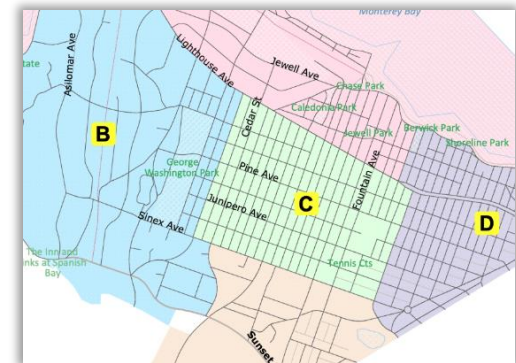 Monterey Bay
Lighthouse Ave
Asilomar Ave
Jewell Ave
tate
Chase Park
Cedar St
Caledonia Park
B
Jewell Park
Berwick Park
Shoreline Park
George
Washington Park
Pine Ave
Fountain Ave
Junipero Ave
C
D
Sinex Ave
The Inn and
nks at Spanish
Bay
Tennis Cts
Sunset